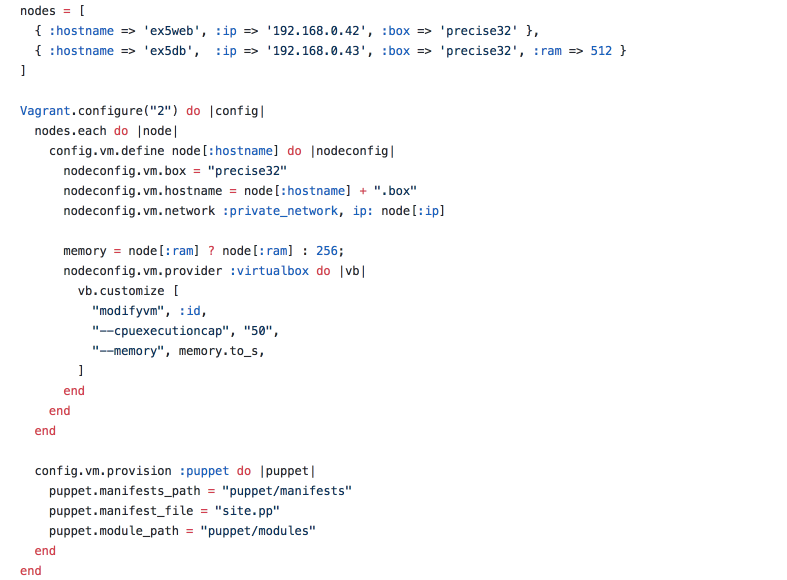 nodes = [
  { :hostname => 'ex5web', :ip => '192.168.0.42', :box => 'precise32' },
  { :hostname => 'ex5db',  :ip => '192.168.0.43', :box => 'precise32', :ram => 512 }
]

Vagrant.configure("2") do |config|
  nodes.each do |node|
    config.vm.define node[:hostname] do |nodeconfig|
      nodeconfig.vm.box = "precise32"
      nodeconfig.vm.hostname = node[:hostname] + ".box"
      nodeconfig.vm.network :private_network, ip: node[:ip]

      memory = node[:ram] ? node[:ram] : 256;
      nodeconfig.vm.provider :virtualbox do |vb|
        vb.customize [
          "modifyvm", :id,
          "--cpuexecutioncap", "50",
          "--memory", memory.to_s,
        ]
      end
    end
  end

  config.vm.provision :puppet do |puppet|
    puppet.manifests_path = "puppet/manifests"
    puppet.manifest_file = "site.pp"
    puppet.module_path = "puppet/modules"
  end
end